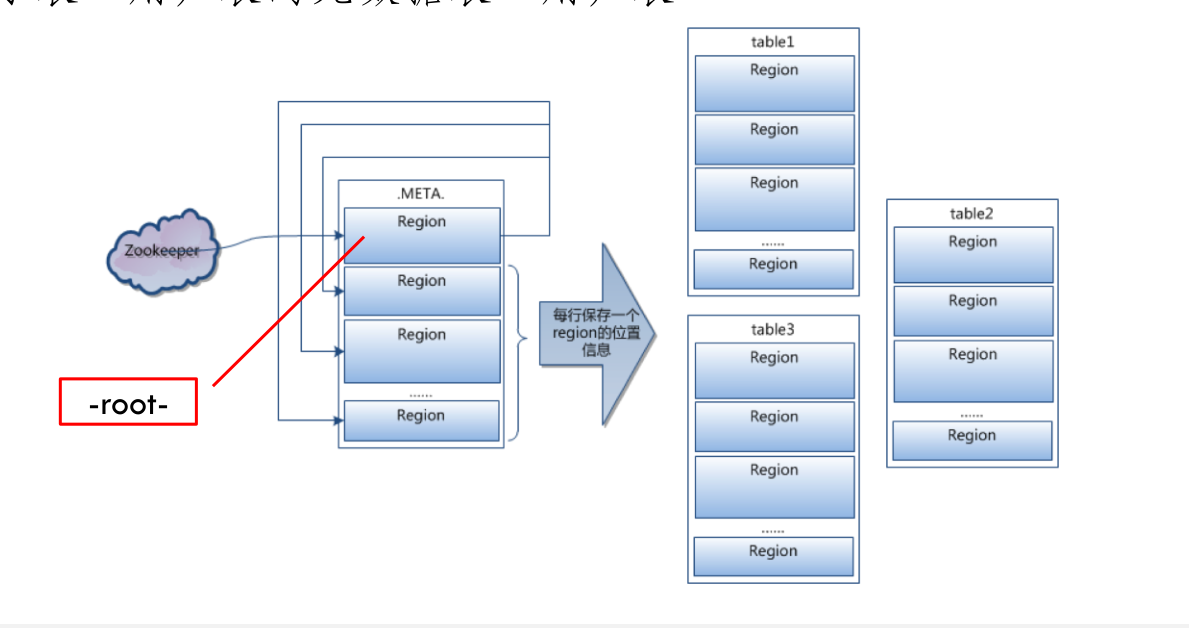 Zookeeper
-root-
.META.
Region
Region
Region
......
Region
每行保存一个
region的位置
信息
table1
Region
Region
Region
......
Region
table3
Region
Region
Region
......
Region
table2
Region
Region
Region
......
Region